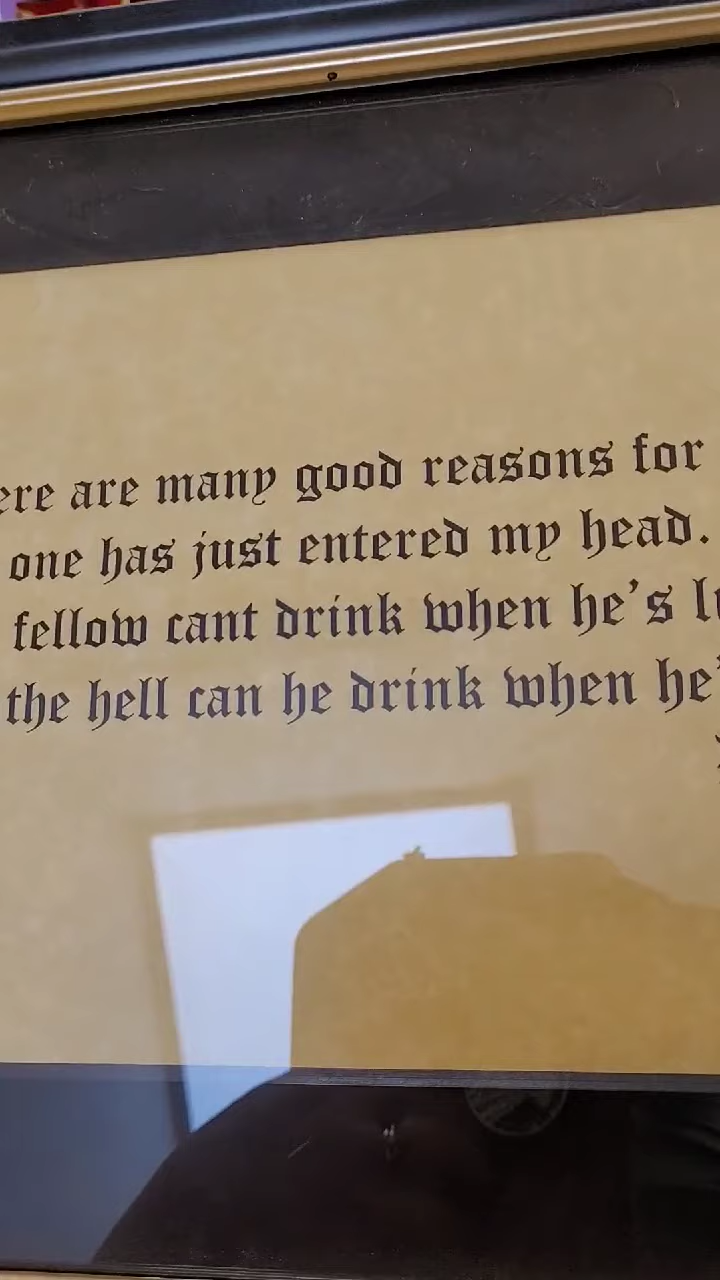 ere are many good reasons for
one has just entered my head.
fellow cant drink when he's l
the hell can he drink when he'